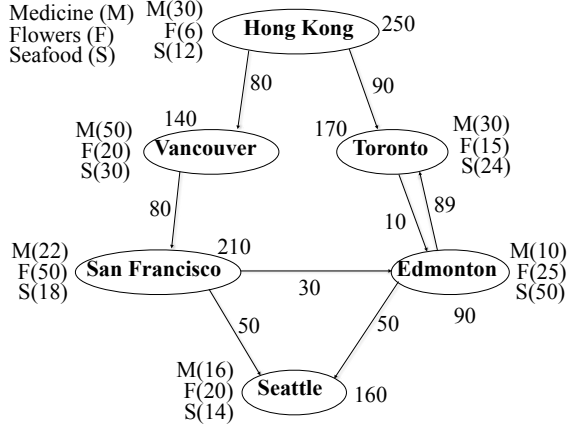 Medicine (M)
Flowers (F)
Seafood (S)
M(30)
F(6)
S(12)
Hong Kong
250
80
90
140
170
M(50)
F(20)
S(30)
Vancouver
Toronto
M(30)
F(15)
S(24)
80
10
89
210
M(22)
F(50)
S(18)
San Francisco
Edmonton
M(10)
F(25)
S(50)
30
90
50
50
M(16)
F(20)
S(14)
Seattle
160